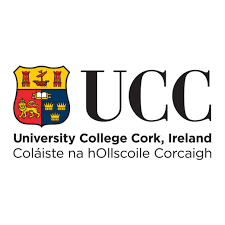 UCC
University College Cork, Ireland
Coláiste na hOllscoile Corcaigh